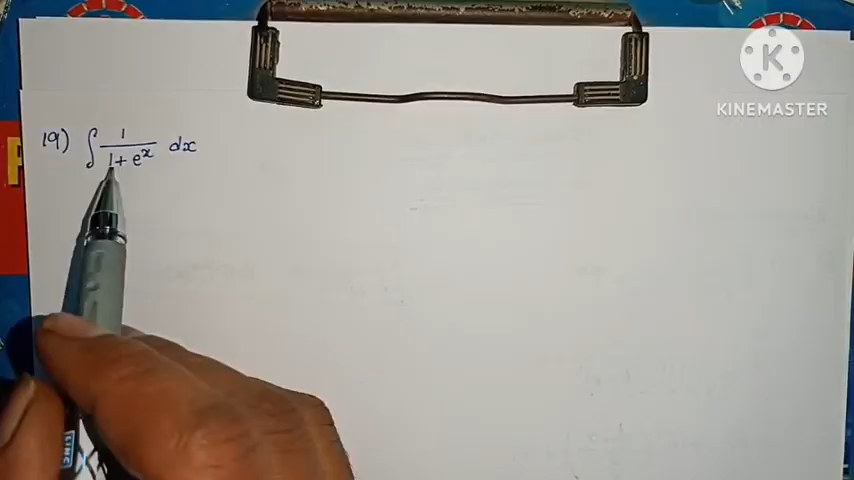 19) ∫ 1/(1+e^x) dx
K
KINEMASTER